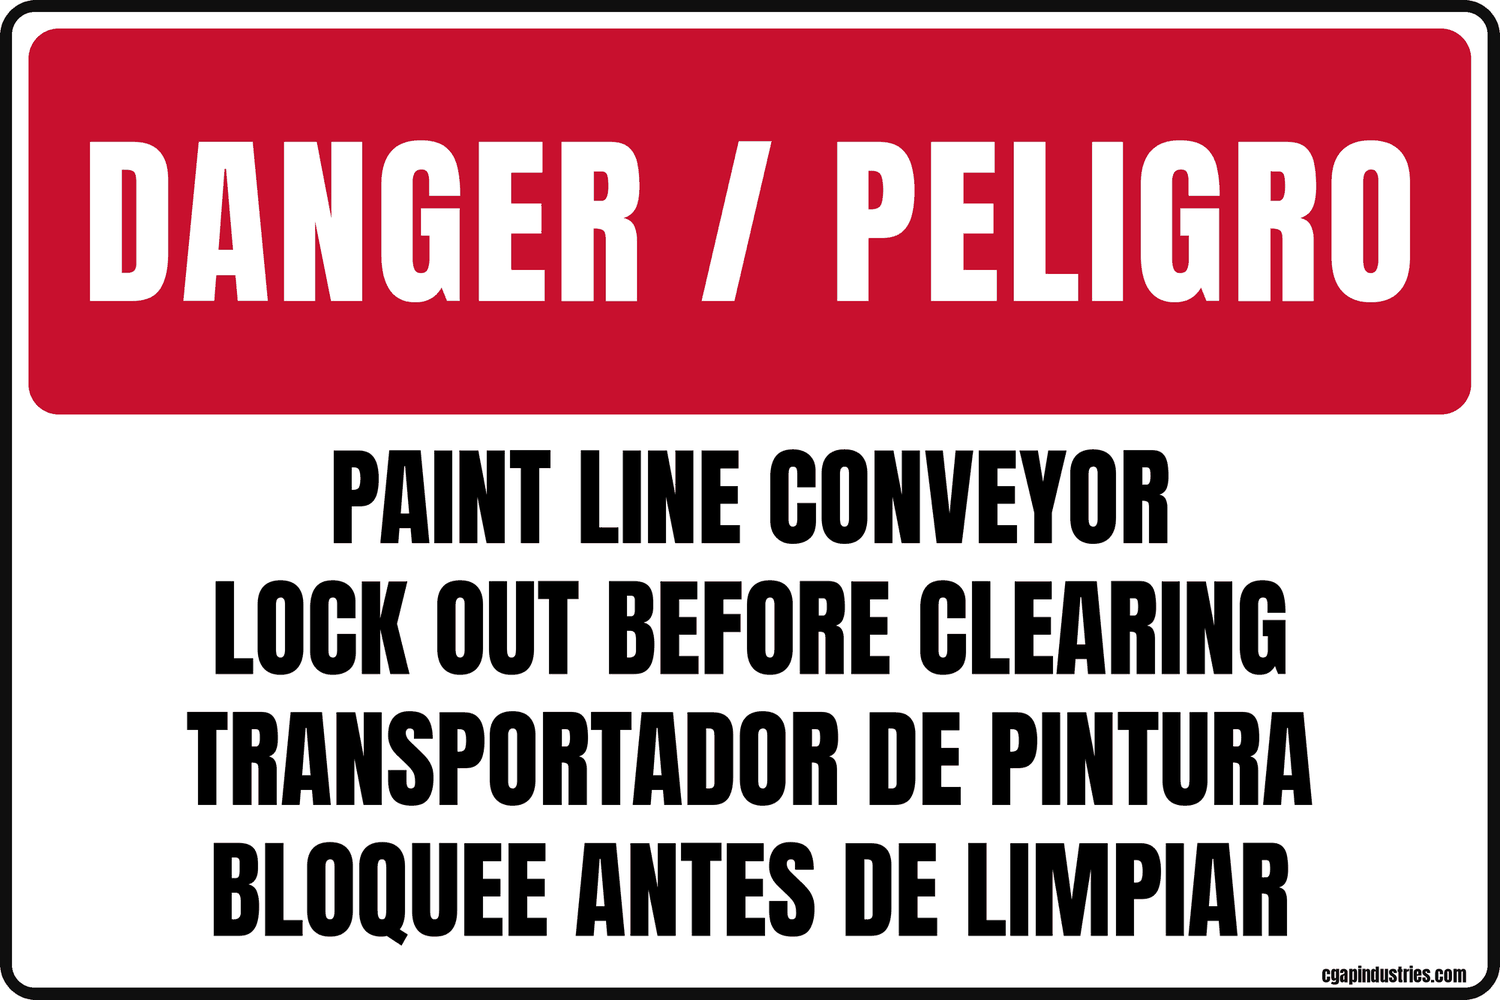 DANGER / PELIGRO
PAINT LINE CONVEYOR
LOCK OUT BEFORE CLEARING
TRANSPORTADOR DE PINTURA
BLOQUEE ANTES DE LIMPIAR
cgapindustries.com